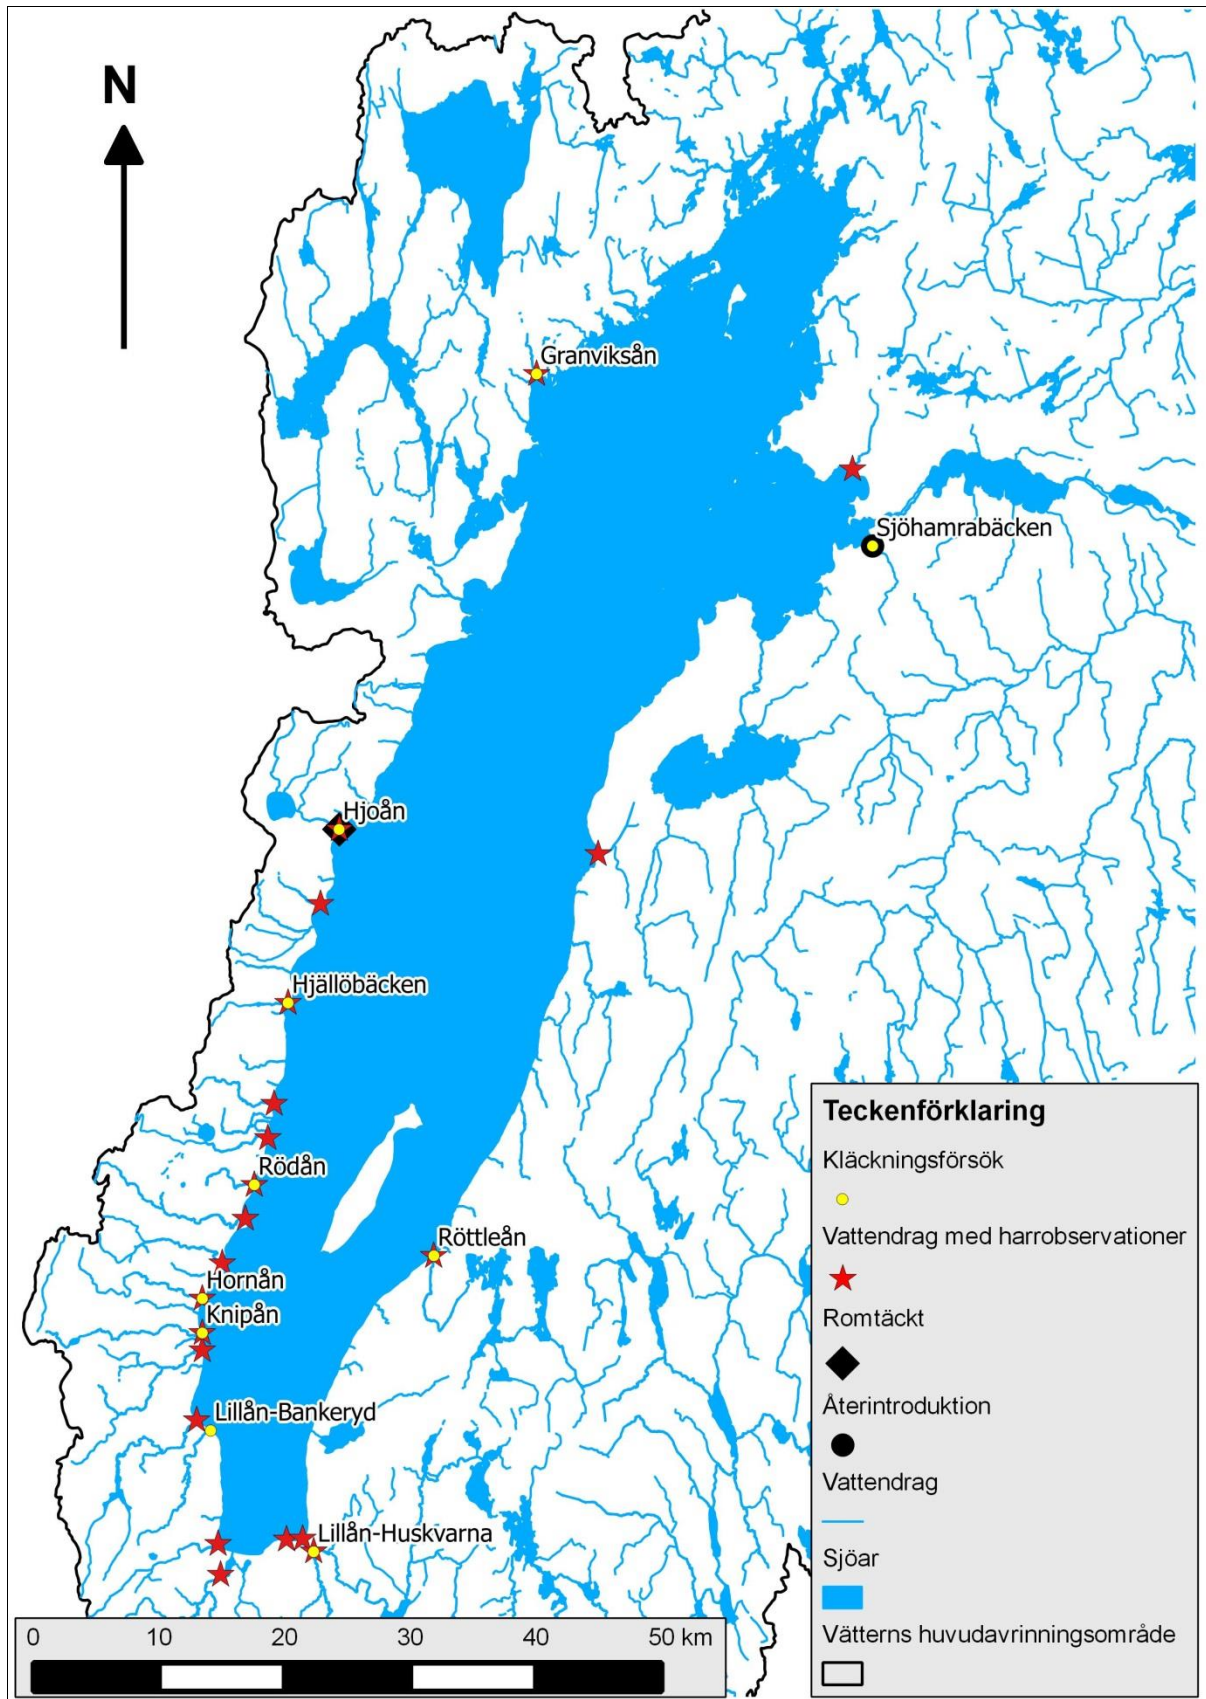 N
Granviksån
Sjöhamrabäcken
Hjoån
Hjällöbäcken
Rödån
Röttleån
Hornån
Knipån
Lillån-Bankeryd
Lillån-Huskvarna
Teckenförklaring
Kläckningsförsök
Vattendrag med harrobservationer
Romtäckt
Återintroduktion
Vattendrag
Sjöar
Vätterns huvudavrinningsområde
0 10 20 30 40 50 km